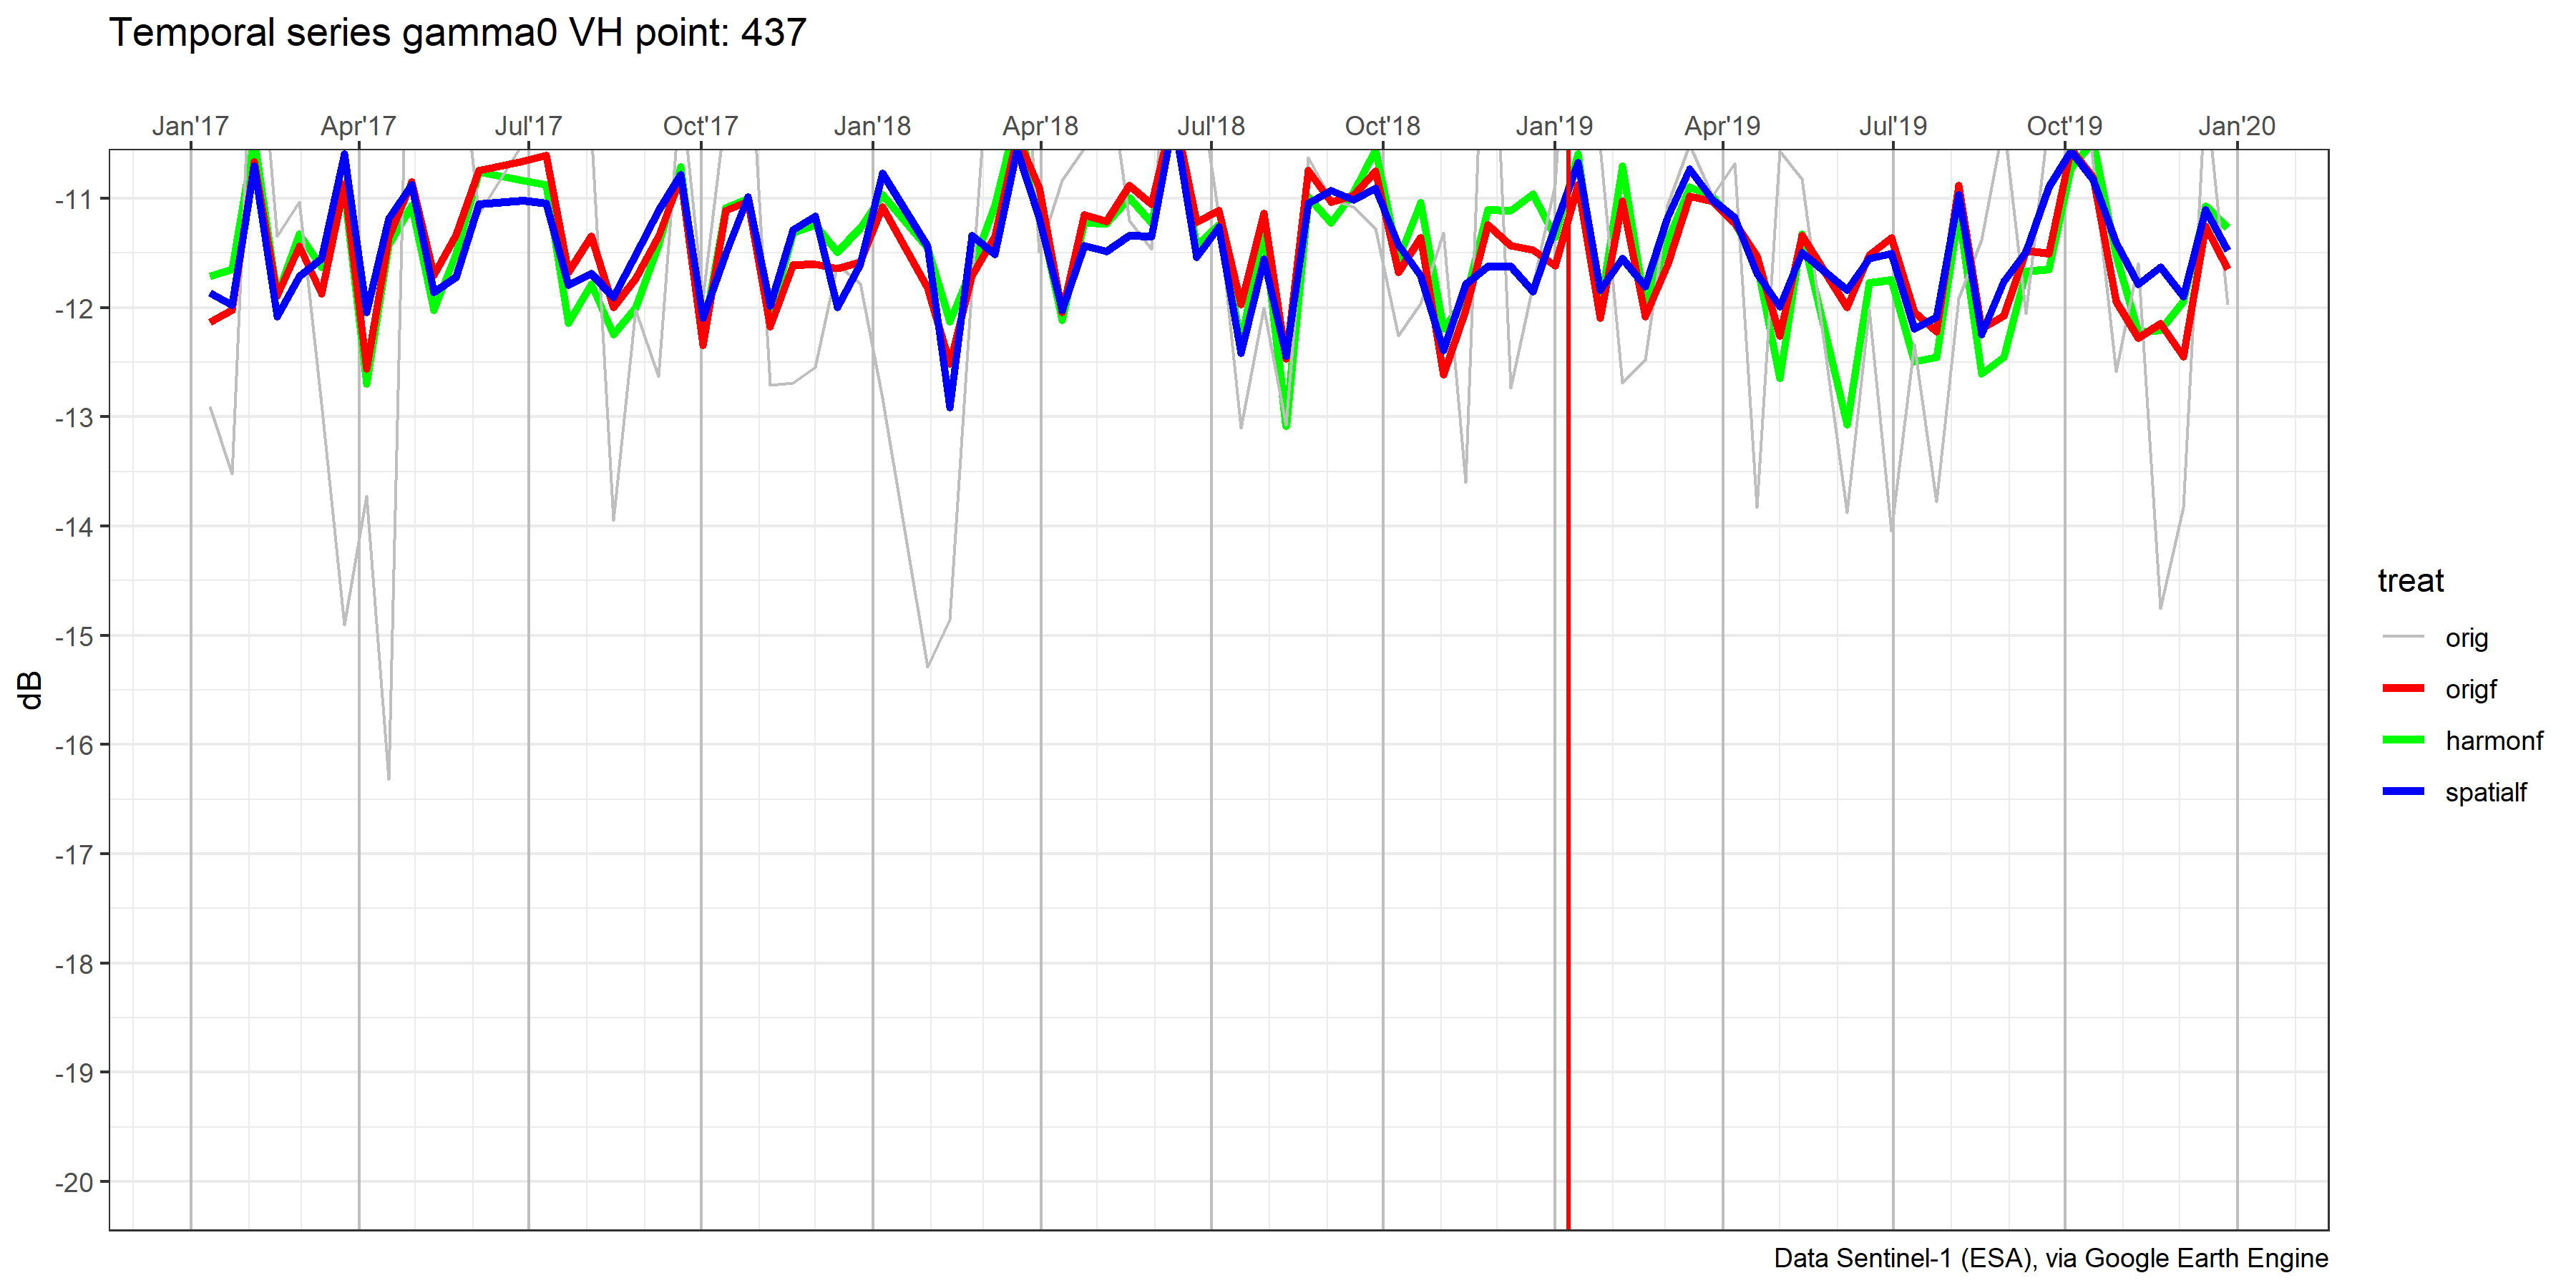 Temporal series gamma0 VH point: 437
Jan'17 Apr'17 Jul'17 Oct'17 Jan'18 Apr'18 Jul'18 Oct'18 Jan'19 Apr'19 Jul'19 Oct'19 Jan'20
-11
-12
-13
-14
-15
-16
-17
-18
-19
-20
dB
treat
orig
origf
harmonf
spatialf
Data Sentinel-1 (ESA), via Google Earth Engine